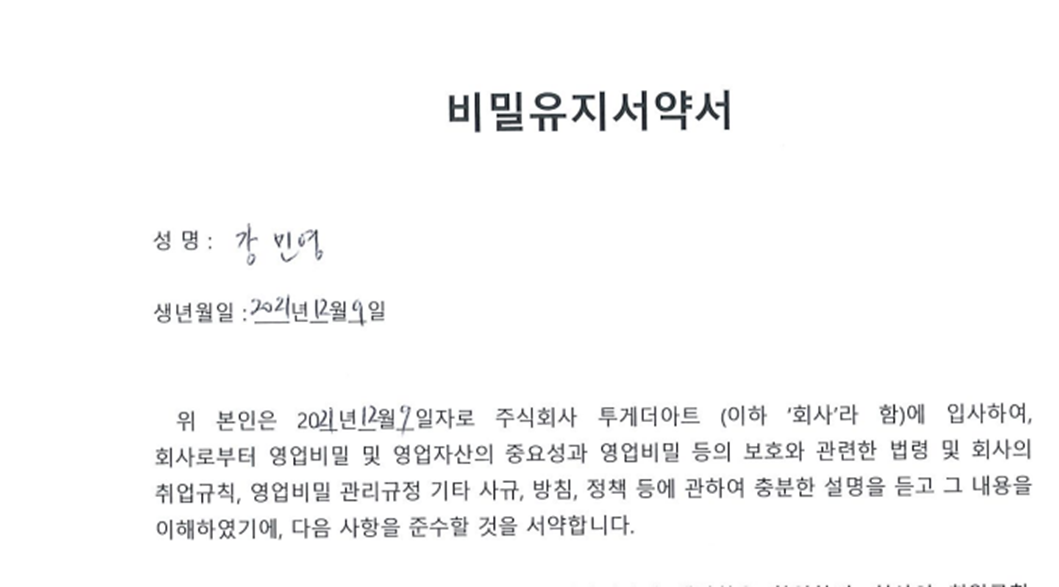 비밀유지서약서
성 명 : 강 민영
생년월일 : 2021년 12월 9일
위 본인은 2021년 12월 9일자로 주식회사 투게더아트 (이하 '회사'라 함)에 입사하여,
회사로부터 영업비밀 및 영업자산의 중요성과 영업비밀 등의 보호와 관련한 법령 및 회사의
취업규칙, 영업비밀 관리규정 기타 사규, 방침, 정책 등에 관하여 충분한 설명을 듣고 그 내용을
이해하였기에, 다음 사항을 준수할 것을 서약합니다.